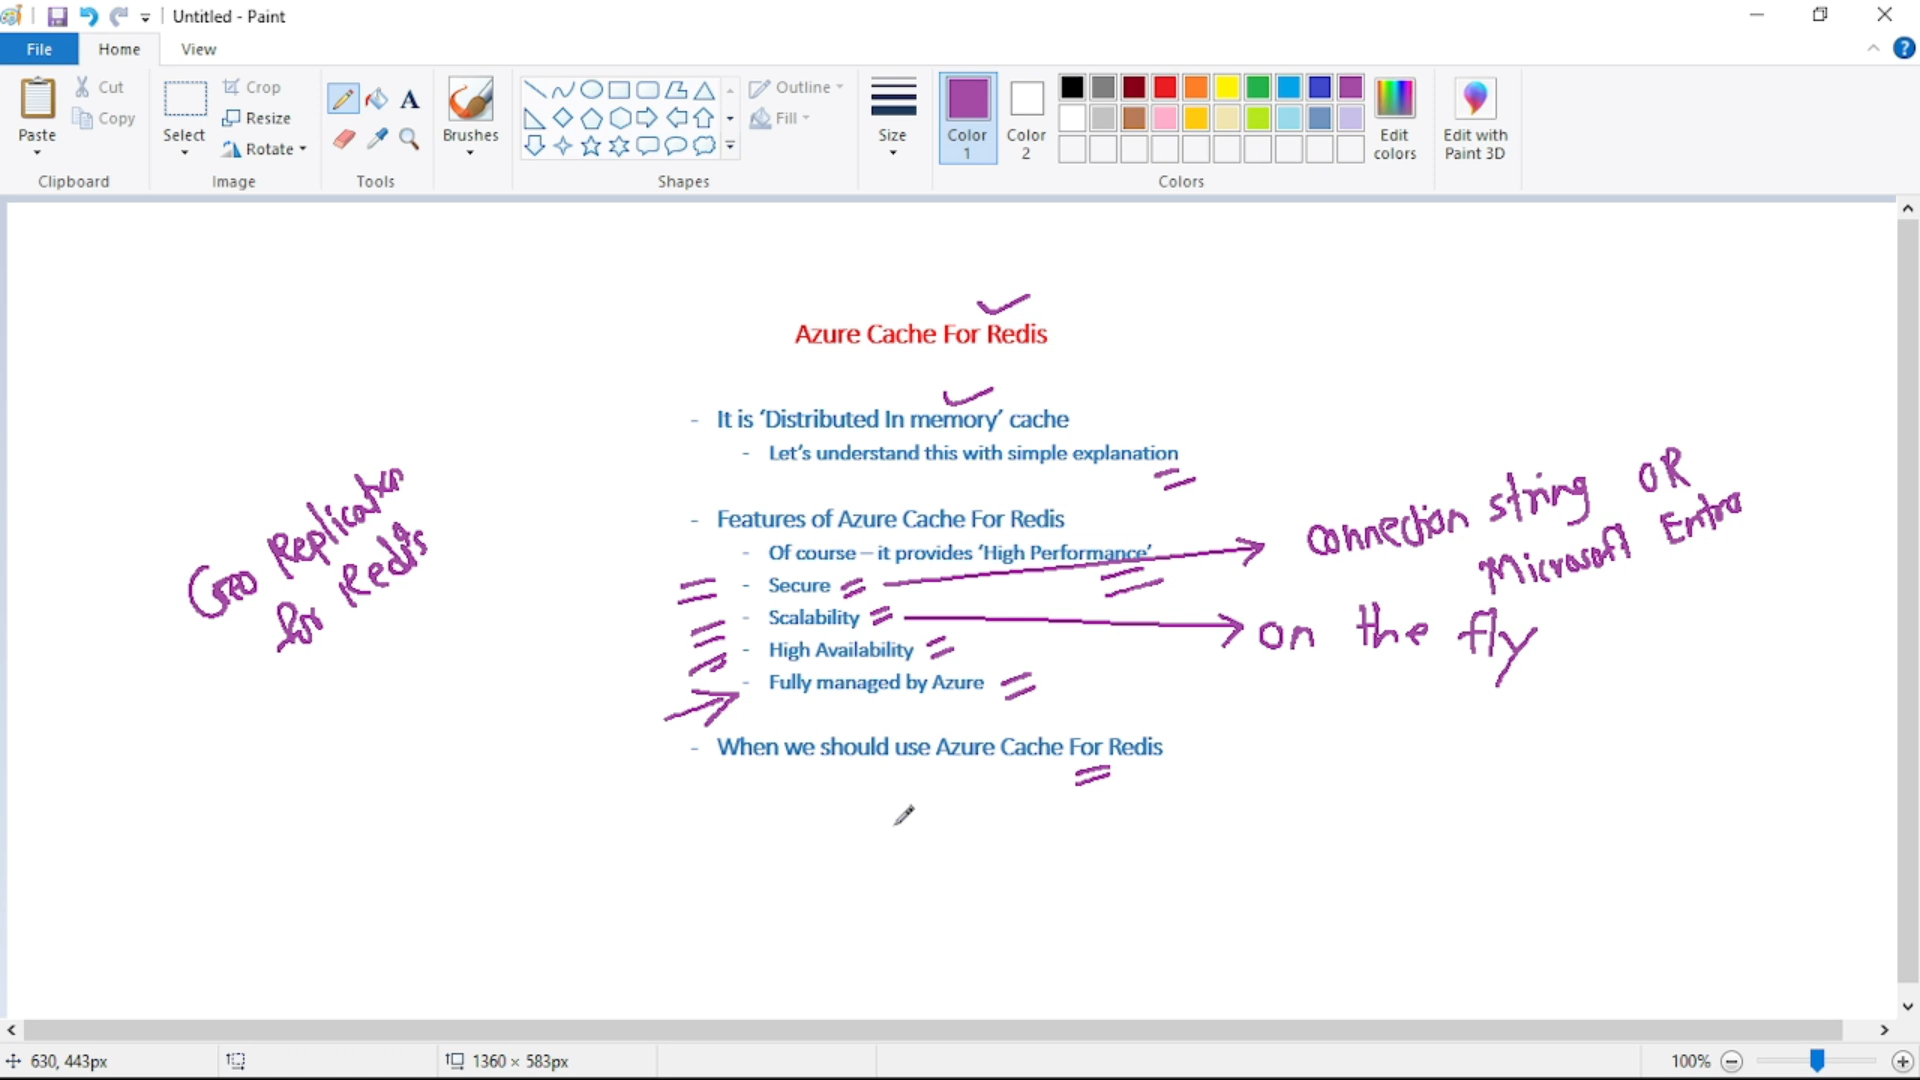 Untitled - Paint
File Home View
Paste
Cut
Copy
Clipboard
Select
Crop
Resize
Rotate
Image
A
Tools
Brushes
Outline
Fill
Shapes
Size
Color 1
Color 2
Edit colors
Edit with Paint 3D
Colors
Azure Cache For Redis
- It is ‘Distributed In memory’ cache
- Let’s understand this with simple explanation
- Features of Azure Cache For Redis
- Of course – it provides ‘High Performance’
- Secure
- Scalability
- High Availability
- Fully managed by Azure
- When we should use Azure Cache For Redis
Geo Replication
for Redis
connection string OR
Microsoft Entra
on the fly
630, 443px
1360 × 583px
100%